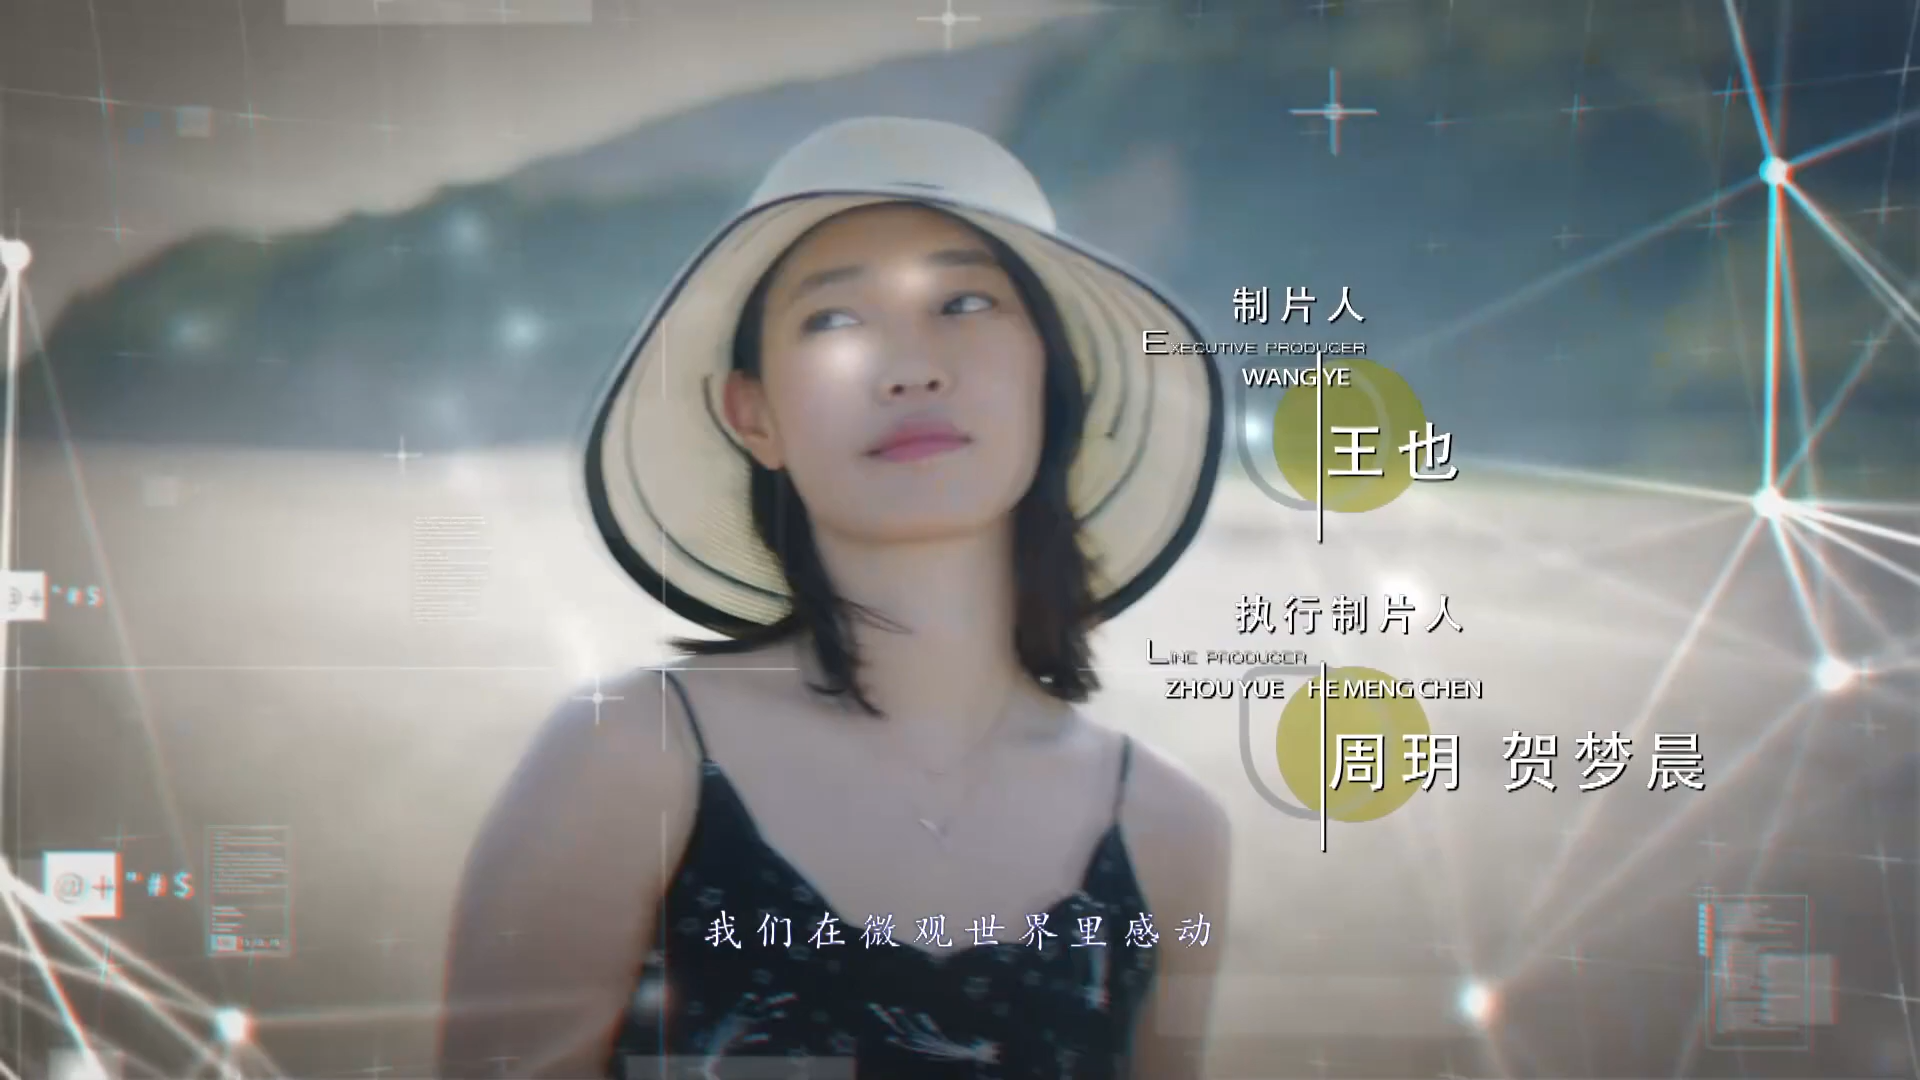 制片人
EXECUTIVE PRODUCER
WANG YE
王也
执行制片人
LINE PRODUCER
ZHOU YUE HE MENG CHEN
周玥 贺梦晨
@+"#$
@+"#$
我们在微观世界里感动